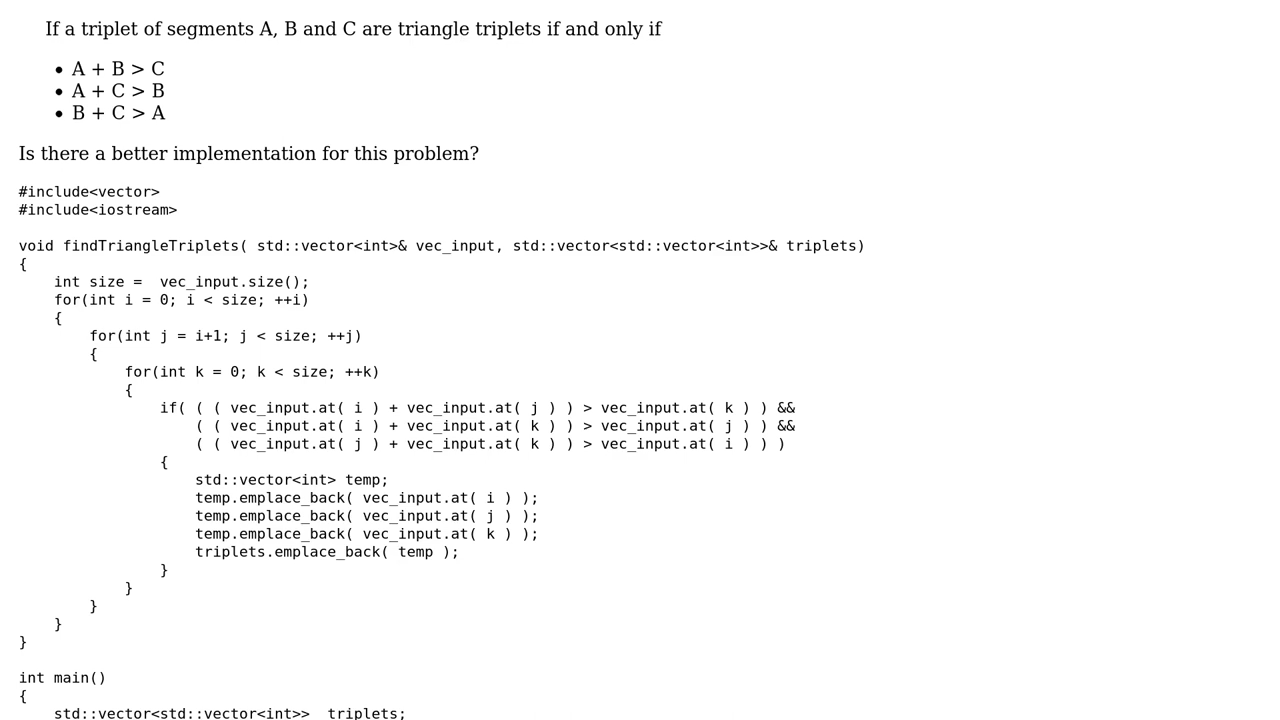 If a triplet of segments A, B and C are triangle triplets if and only if
• A + B > C
• A + C > B
• B + C > A
Is there a better implementation for this problem?
#include<vector>
#include<iostream>

void findTriangleTriplets( std::vector<int>& vec_input, std::vector<std::vector<int>>& triplets)
{
    int size =  vec_input.size();
    for(int i = 0; i < size; ++i)
    {
        for(int j = i+1; j < size; ++j)
        {
            for(int k = 0; k < size; ++k)
            {
                if( ( ( vec_input.at( i ) + vec_input.at( j ) ) > vec_input.at( k ) ) &&
                    ( ( vec_input.at( i ) + vec_input.at( k ) ) > vec_input.at( j ) ) &&
                    ( ( vec_input.at( j ) + vec_input.at( k ) ) > vec_input.at( i ) ) )
                {
                    std::vector<int> temp;
                    temp.emplace_back( vec_input.at( i ) );
                    temp.emplace_back( vec_input.at( j ) );
                    temp.emplace_back( vec_input.at( k ) );
                    triplets.emplace_back( temp );
                }
            }
        }
    }
}

int main()
{
    std::vector<std::vector<int>>  triplets;